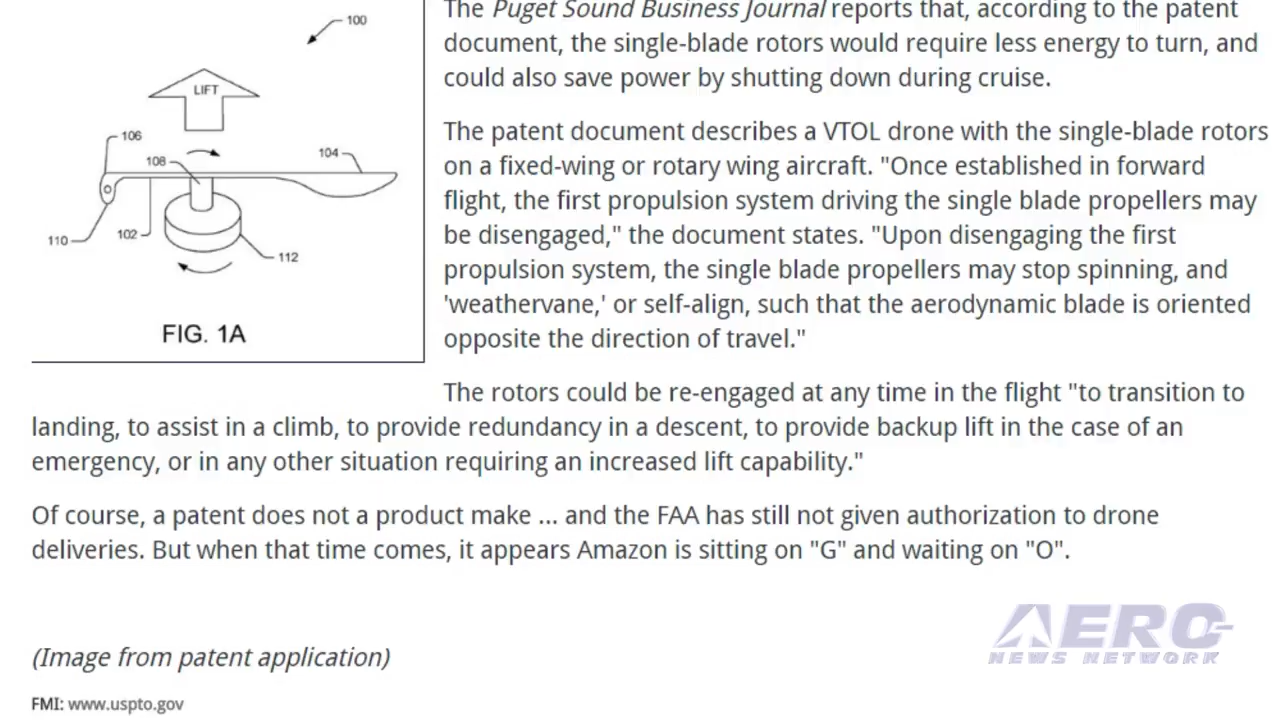 100
LIFT
106
108
104
110
102
112
FIG. 1A
The Puget Sound Business Journal reports that, according to the patent
document, the single-blade rotors would require less energy to turn, and
could also save power by shutting down during cruise.
The patent document describes a VTOL drone with the single-blade rotors
on a fixed-wing or rotary wing aircraft. "Once established in forward
flight, the first propulsion system driving the single blade propellers may
be disengaged," the document states. "Upon disengaging the first
propulsion system, the single blade propellers may stop spinning, and
'weathervane,' or self-align, such that the aerodynamic blade is oriented
opposite the direction of travel."
The rotors could be re-engaged at any time in the flight "to transition to
landing, to assist in a climb, to provide redundancy in a descent, to provide backup lift in the case of an
emergency, or in any other situation requiring an increased lift capability."
Of course, a patent does not a product make ... and the FAA has still not given authorization to drone
deliveries. But when that time comes, it appears Amazon is sitting on "G" and waiting on "O".
(Image from patent application)
FMI: www.uspto.gov
AERO
NEWS NETWORK